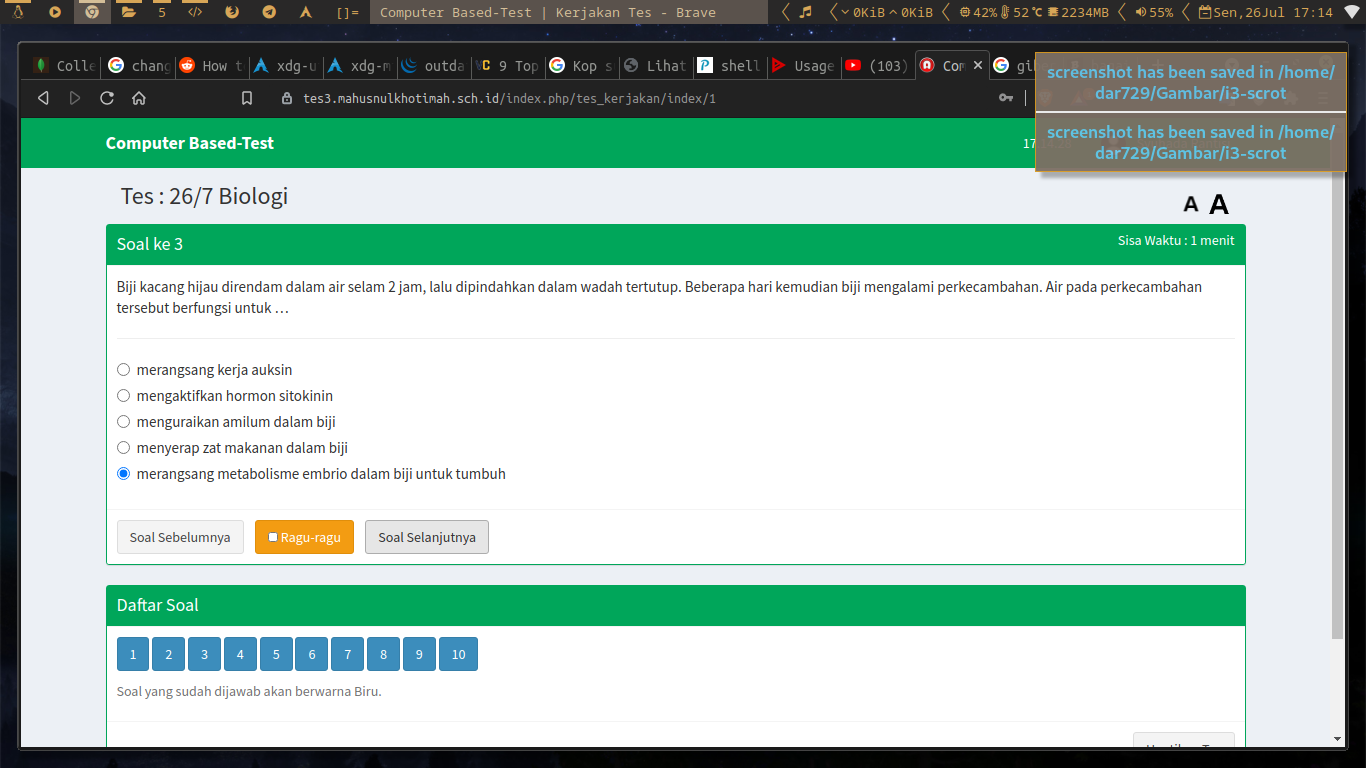 5 []= Computer Based-Test | Kerjakan Tes - Brave 0KiB 0KiB 42% 52°C 2234MB 55% Sen,26Jul 17:14
Colle chang How t xdg-u xdg-m outda VC 9 Top Kop s Lihat shell Usage (103) Com gi
screenshot has been saved in /home/
dar729/Gambar/i3-scrot
tes3.mahusnulkhotimah.sch.id/index.php/tes_kerjakan/index/1
screenshot has been saved in /home/
dar729/Gambar/i3-scrot
Computer Based-Test 17
Tes : 26/7 Biologi
A A
Soal ke 3 Sisa Waktu : 1 menit
Biji kacang hijau direndam dalam air selam 2 jam, lalu dipindahkan dalam wadah tertutup. Beberapa hari kemudian biji mengalami perkecambahan. Air pada perkecambahan
tersebut berfungsi untuk …
merangsang kerja auksin
mengaktifkan hormon sitokinin
menguraikan amilum dalam biji
menyerap zat makanan dalam biji
merangsang metabolisme embrio dalam biji untuk tumbuh
Soal Sebelumnya Ragu-ragu Soal Selanjutnya
Daftar Soal
1 2 3 4 5 6 7 8 9 10
Soal yang sudah dijawab akan berwarna Biru.